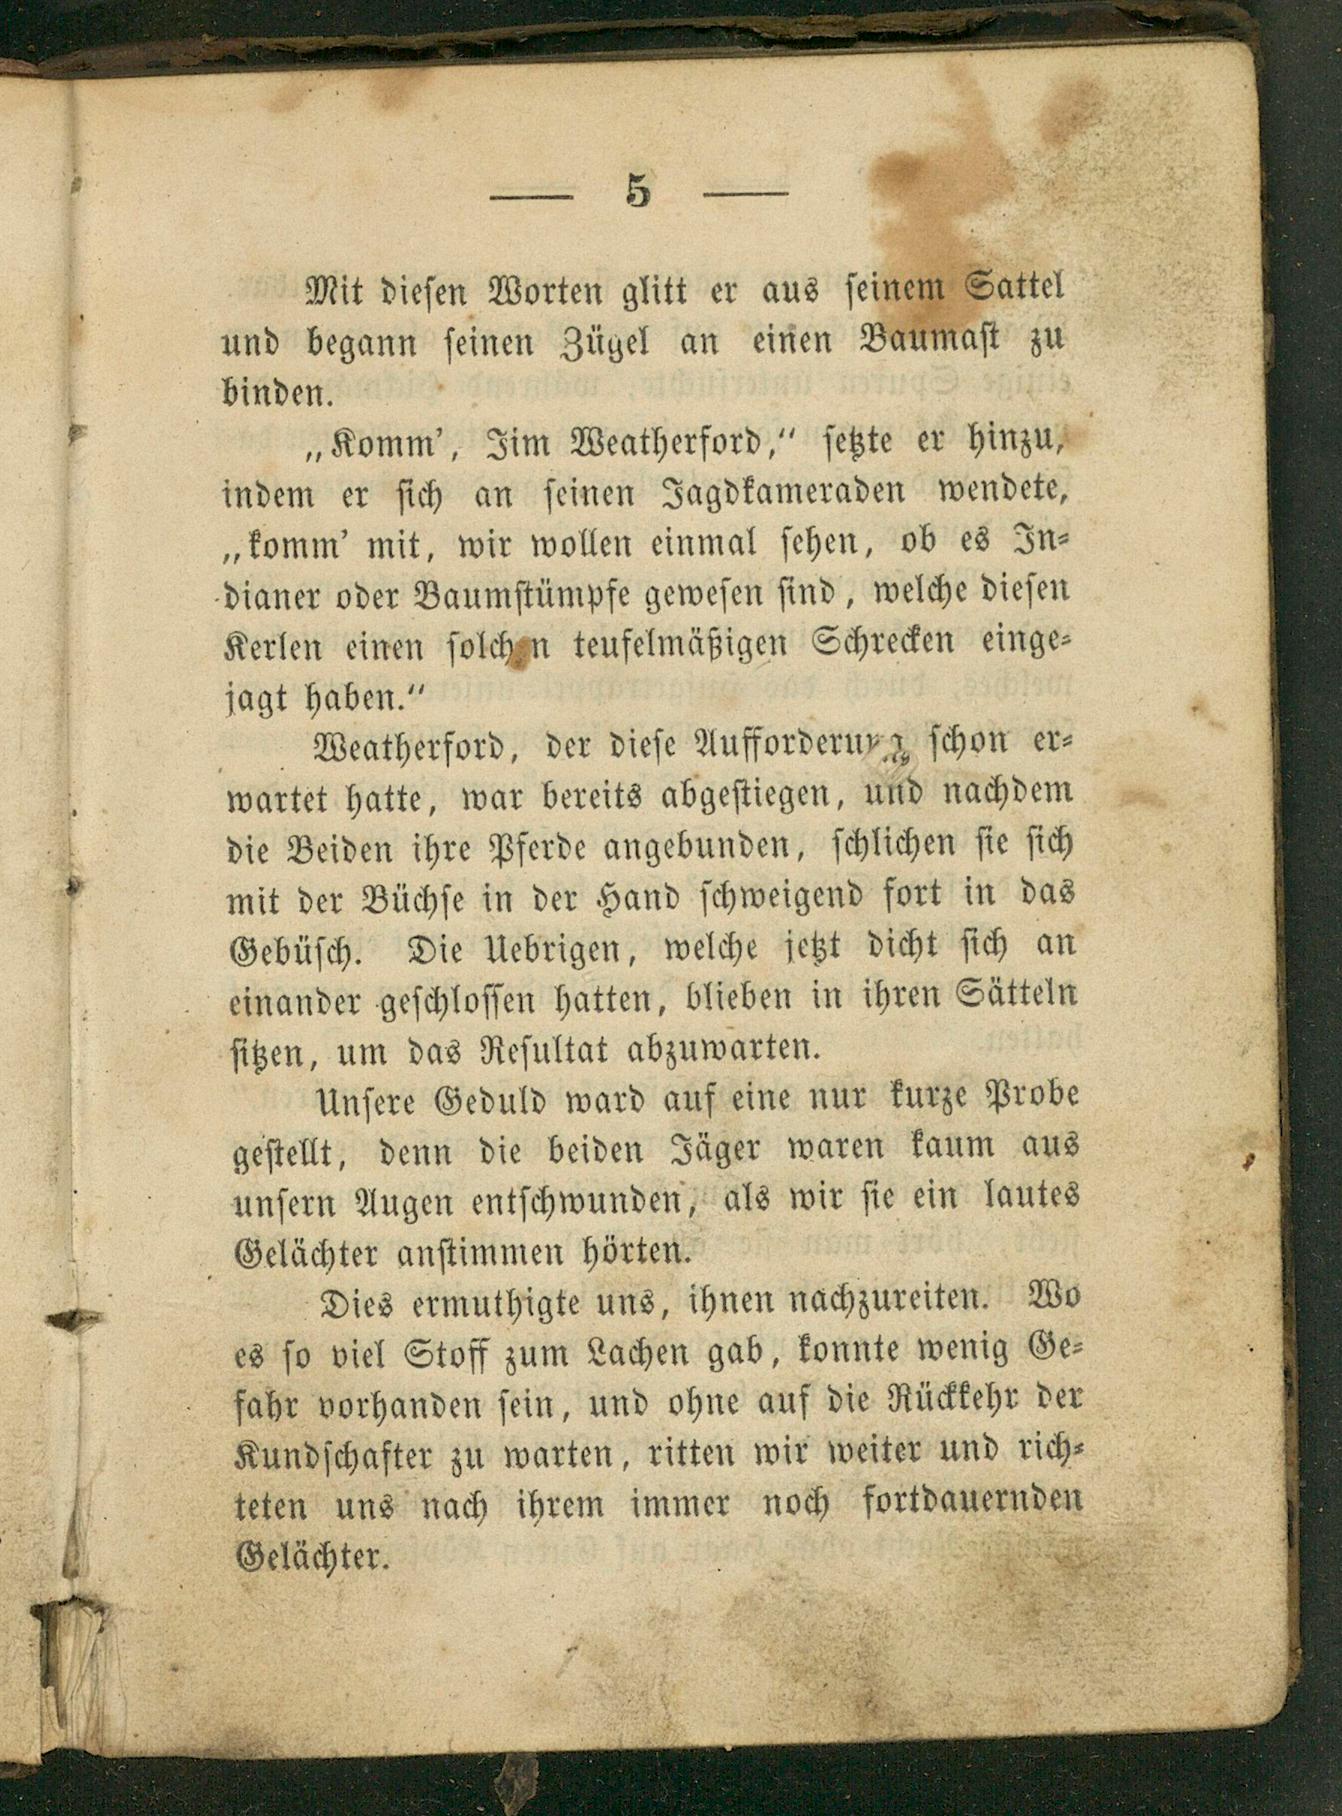 — 5 —
Mit diesen Worten glitt er aus seinem Sattel
und begann seinen Zügel an einen Baumast zu
binden.
„Komm’, Jim Weatherford,“ setzte er hinzu,
indem er sich an seinen Jagdkameraden wendete,
„komm’ mit, wir wollen einmal sehen, ob es In-
dianer oder Baumstümpfe gewesen sind, welche diesen
Kerlen einen solchen teufelmäßigen Schrecken einge-
jagt haben.“
Weatherford, der diese Aufforderung schon er-
wartet hatte, war bereits abgestiegen, und nachdem
die Beiden ihre Pferde angebunden, schlichen sie sich
mit der Büchse in der Hand schweigend fort in das
Gebüsch. Die Uebrigen, welche jetzt dicht sich an
einander geschlossen hatten, blieben in ihren Sätteln
sitzen, um das Resultat abzuwarten.
Unsere Geduld ward auf eine nur kurze Probe
gestellt, denn die beiden Jäger waren kaum aus
unsern Augen entschwunden, als wir sie ein lautes
Gelächter anstimmen hörten.
Dies ermuthigte uns, ihnen nachzureiten. Wo
es so viel Stoff zum Lachen gab, konnte wenig Ge-
fahr vorhanden sein, und ohne auf die Rückkehr der
Kundschafter zu warten, ritten wir weiter und rich-
teten uns nach ihrem immer noch fortdauernden
Gelächter.